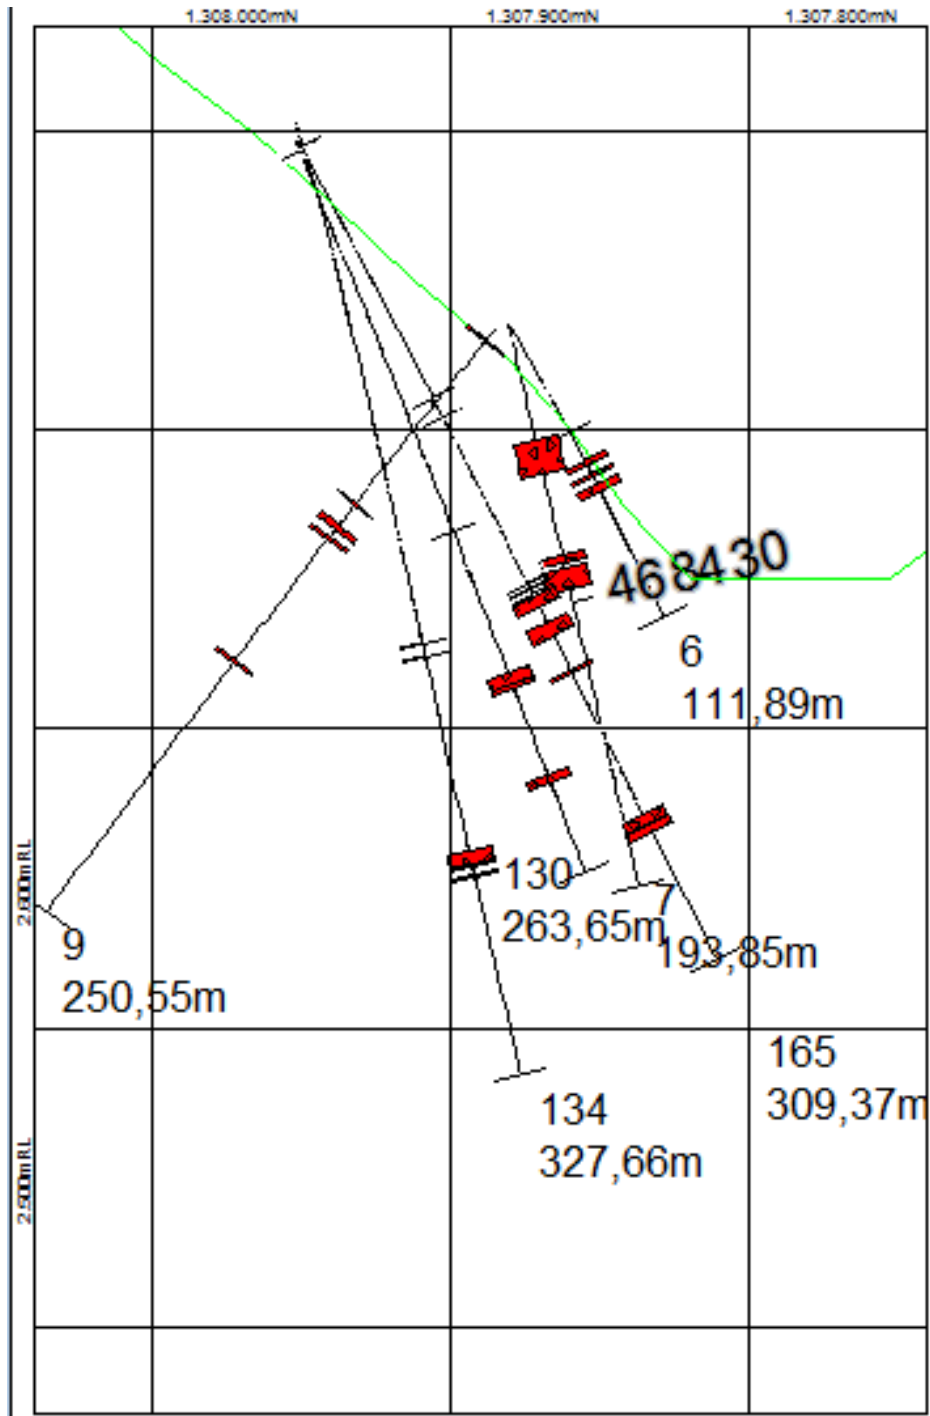 1.308.000mN
1.307.900mN
1.307.800mN
468430
6
111,89m
2.600mRL
130
263,65m
7
193,85m
9
250,55m
165
309,37m
134
327,66m
2.500mRL